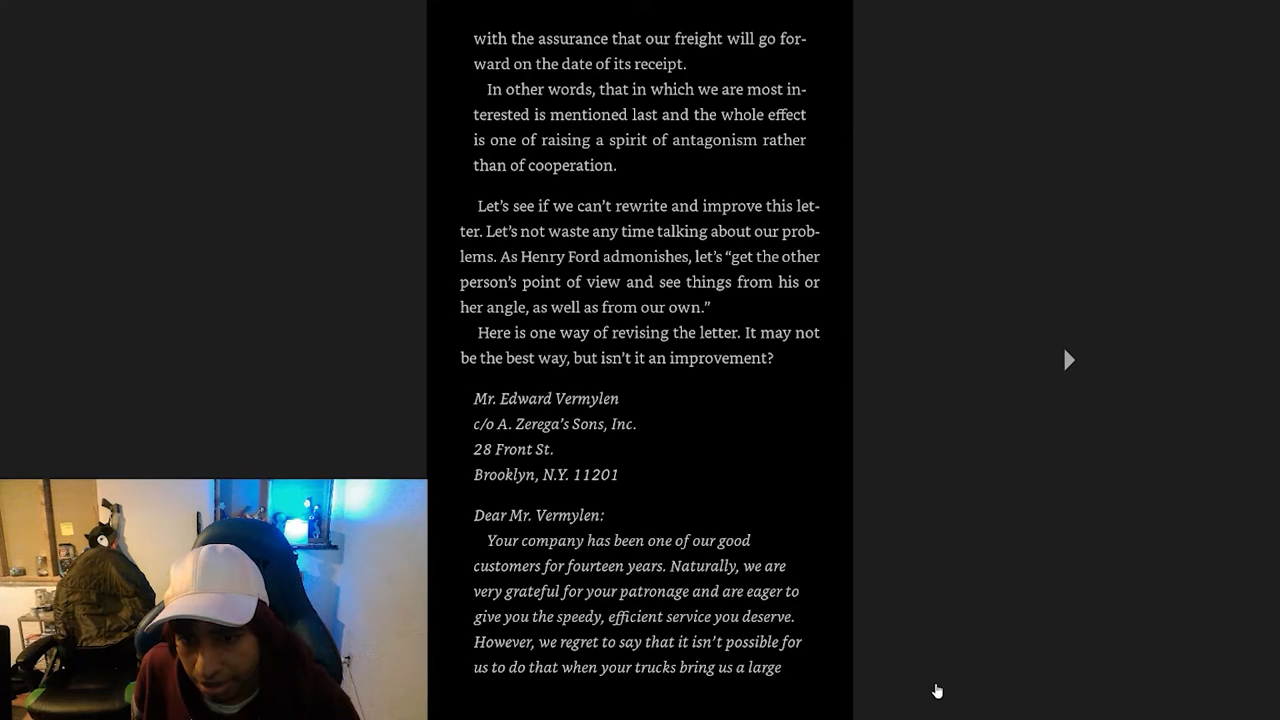 with the assurance that our freight will go for-
ward on the date of its receipt.
In other words, that in which we are most in-
terested is mentioned last and the whole effect
is one of raising a spirit of antagonism rather
than of cooperation.
Let's see if we can't rewrite and improve this let-
ter. Let's not waste any time talking about our prob-
lems. As Henry Ford admonishes, let's “get the other
person's point of view and see things from his or
her angle, as well as from our own.”
Here is one way of revising the letter. It may not
be the best way, but isn't it an improvement?
Mr. Edward Vermylen
c/o A. Zerega's Sons, Inc.
28 Front St.
Brooklyn, N.Y. 11201
Dear Mr. Vermylen:
Your company has been one of our good
customers for fourteen years. Naturally, we are
very grateful for your patronage and are eager to
give you the speedy, efficient service you deserve.
However, we regret to say that it isn't possible for
us to do that when your trucks bring us a large